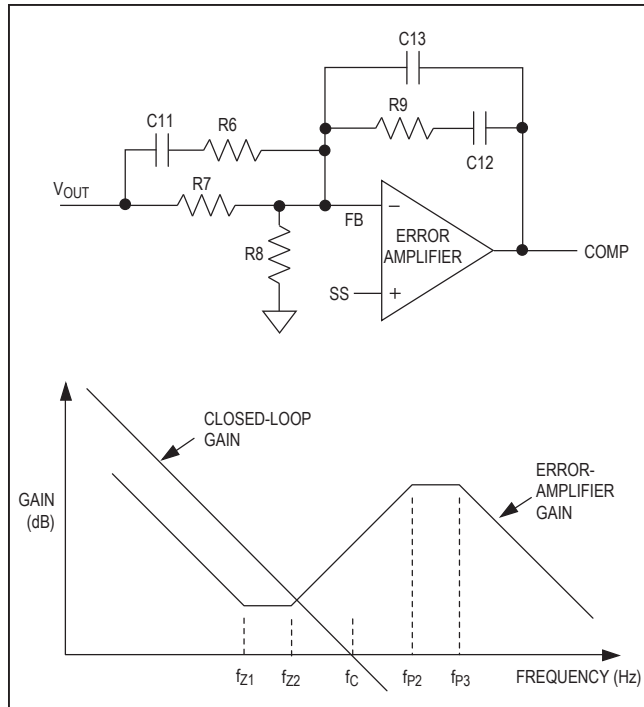 C13
C11
R6
R9
C12
VOUT
R7
FB
R8
ERROR
AMPLIFIER
COMP
SS
−
+
CLOSED-LOOP
GAIN
GAIN
(dB)
ERROR-
AMPLIFIER
GAIN
fZ1 fZ2 fC fP2 fP3 FREQUENCY (Hz)